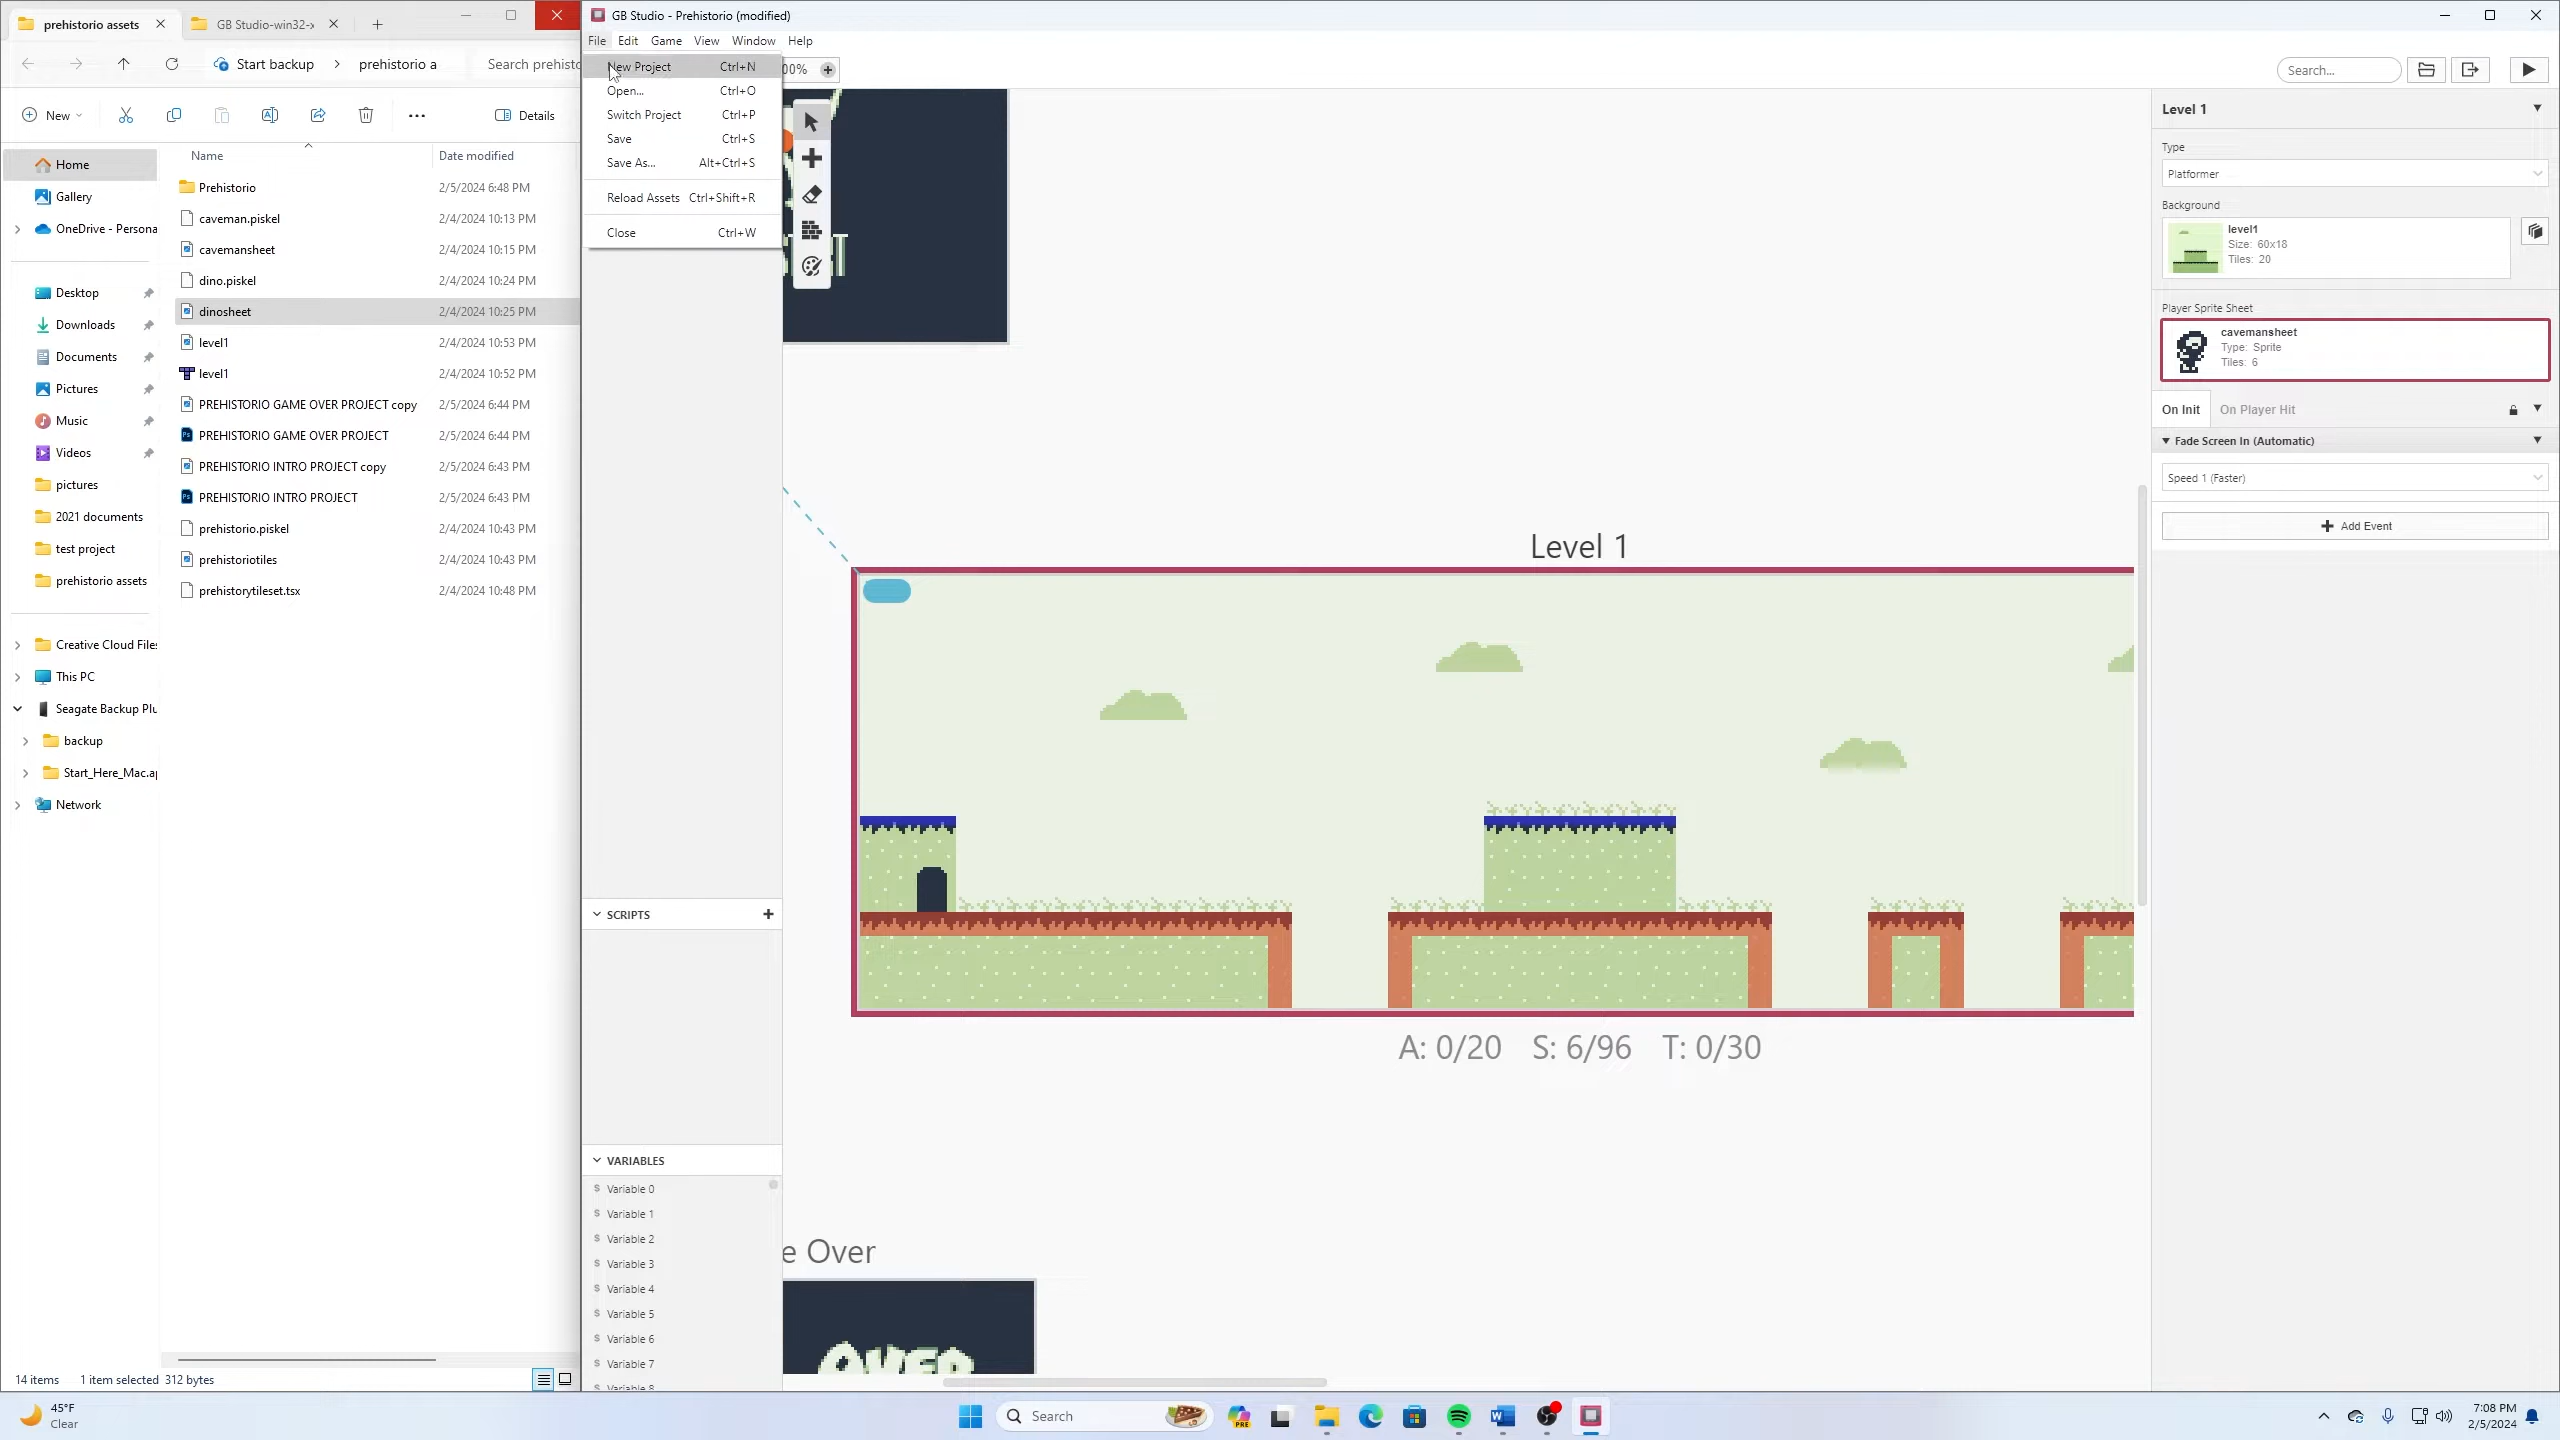 prehistorio assets
GB Studio-win32-x
Start backup
prehistorio a
Search prehisto
New
Details
Name
Date modified
Home
Gallery
OneDrive - Persona
Desktop
Downloads
Documents
Pictures
Music
Videos
pictures
2021 documents
test project
prehistorio assets
Creative Cloud Files
This PC
Seagate Backup Plu
backup
Start_Here_Mac.ap
Network
Prehistorio 2/5/2024 6:48 PM
caveman.piskel 2/4/2024 10:13 PM
cavemansheet 2/4/2024 10:15 PM
dino.piskel 2/4/2024 10:24 PM
dinosheet 2/4/2024 10:25 PM
level1 2/4/2024 10:53 PM
level1 2/4/2024 10:52 PM
PREHISTORIO GAME OVER PROJECT copy 2/5/2024 6:44 PM
PREHISTORIO GAME OVER PROJECT 2/5/2024 6:44 PM
PREHISTORIO INTRO PROJECT copy 2/5/2024 6:43 PM
PREHISTORIO INTRO PROJECT 2/5/2024 6:43 PM
prehistorio.piskel 2/4/2024 10:43 PM
prehistoriotiles 2/4/2024 10:43 PM
prehistorytileset.tsx 2/4/2024 10:48 PM
14 items 1 item selected 312 bytes
GB Studio - Prehistorio (modified)
File Edit Game View Window Help
New Project Ctrl+N
Open... Ctrl+O
Switch Project Ctrl+P
Save Ctrl+S
Save As... Alt+Ctrl+S
Reload Assets Ctrl+Shift+R
Close Ctrl+W
00%
Search...
SCRIPTS
VARIABLES
$ Variable 0
$ Variable 1
$ Variable 2
$ Variable 3
$ Variable 4
$ Variable 5
$ Variable 6
$ Variable 7
$ Variable 8
Level 1
A: 0/20 S: 6/96 T: 0/30
e Over
OVER
Level 1
Type
Platformer
Background
level1
Size: 60x18
Tiles: 20
Player Sprite Sheet
cavemansheet
Type: Sprite
Tiles: 6
On Init On Player Hit
Fade Screen In (Automatic)
Speed 1 (Faster)
Add Event
45°F
Clear
Search
PRE
7:08 PM
2/5/2024